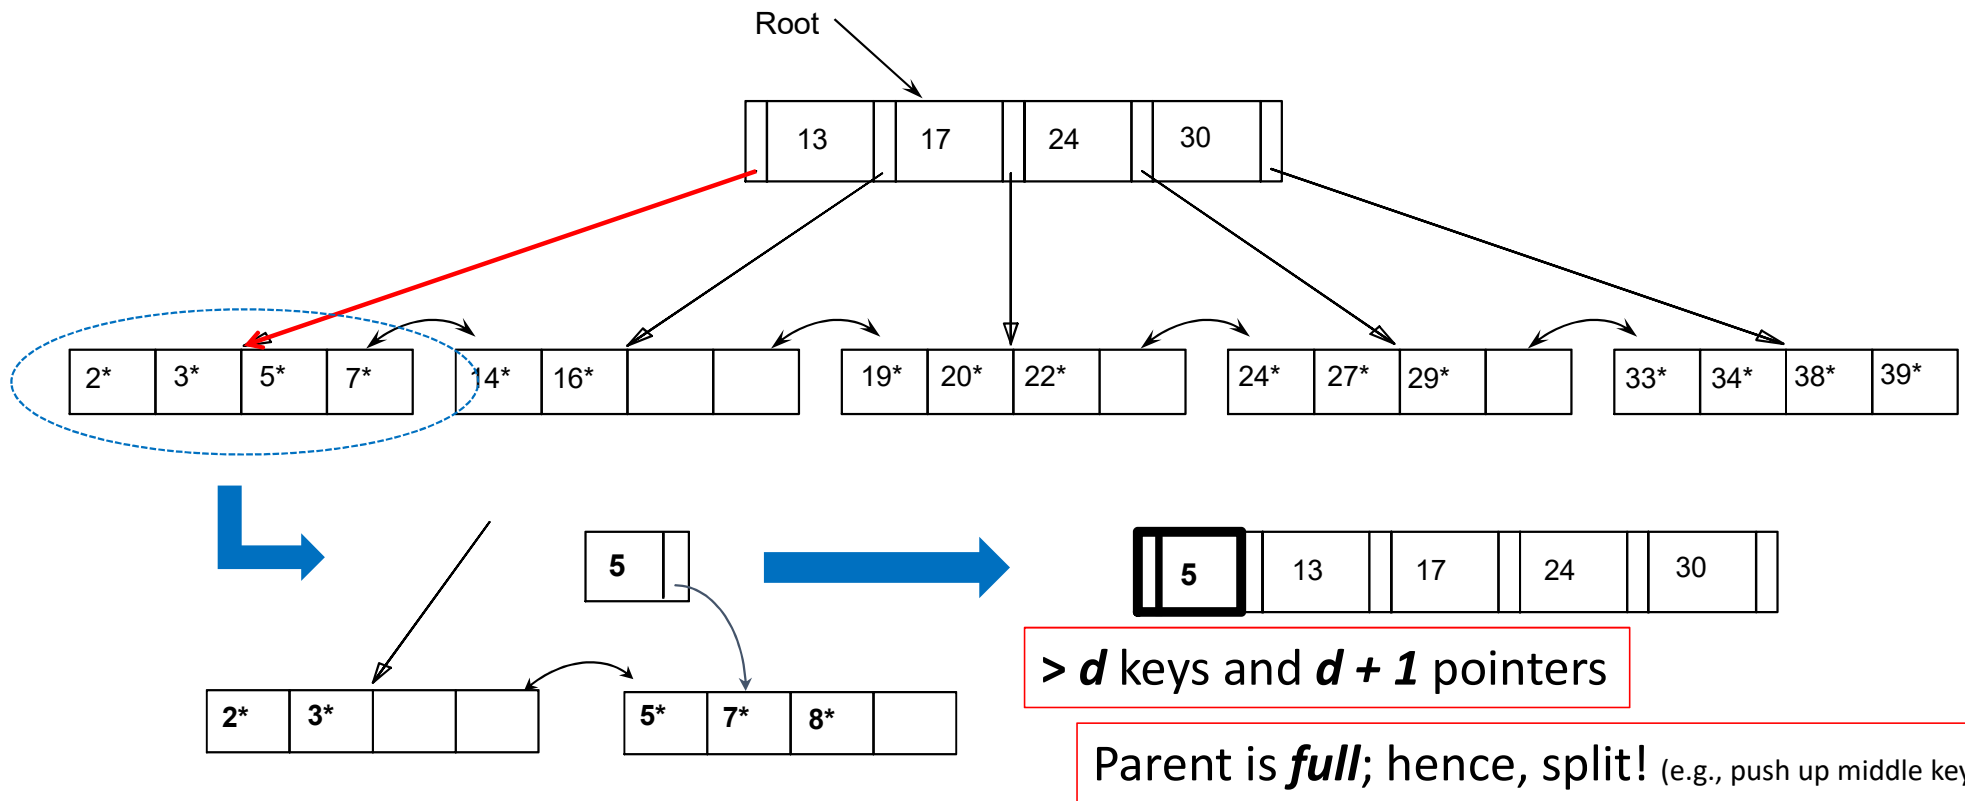 Root
13 17 24 30
2* 3* 5* 7* 14* 16* 19* 20* 22* 24* 27* 29* 33* 34* 38* 39*
5
5 13 17 24 30
> d keys and d + 1 pointers
2* 3* 5* 7* 8*
Parent is full; hence, split! (e.g., push up middle key